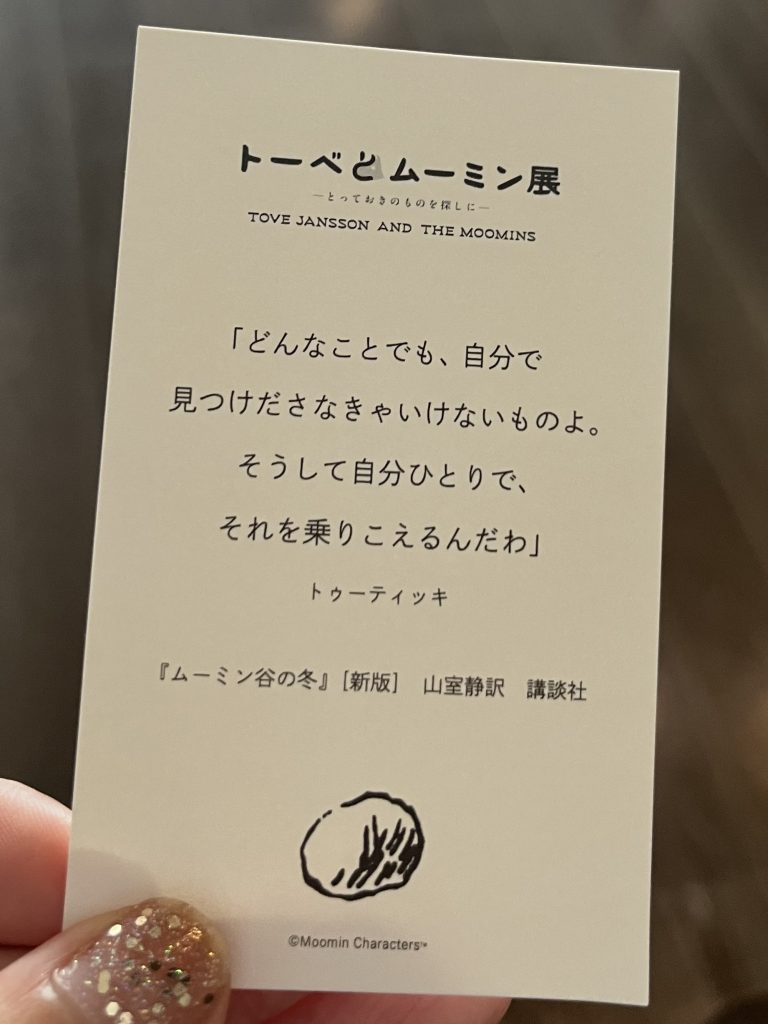 トーベとムーミン展
―とっておきのものを探しに―
TOVE JANSSON AND THE MOOMINS
「どんなことでも、自分で
見つけださなきゃいけないものよ。
そうして自分ひとりで、
それを乗りこえるんだわ」
トゥーティッキ
『ムーミン谷の冬』［新版］　山室静訳　講談社
©Moomin Characters™